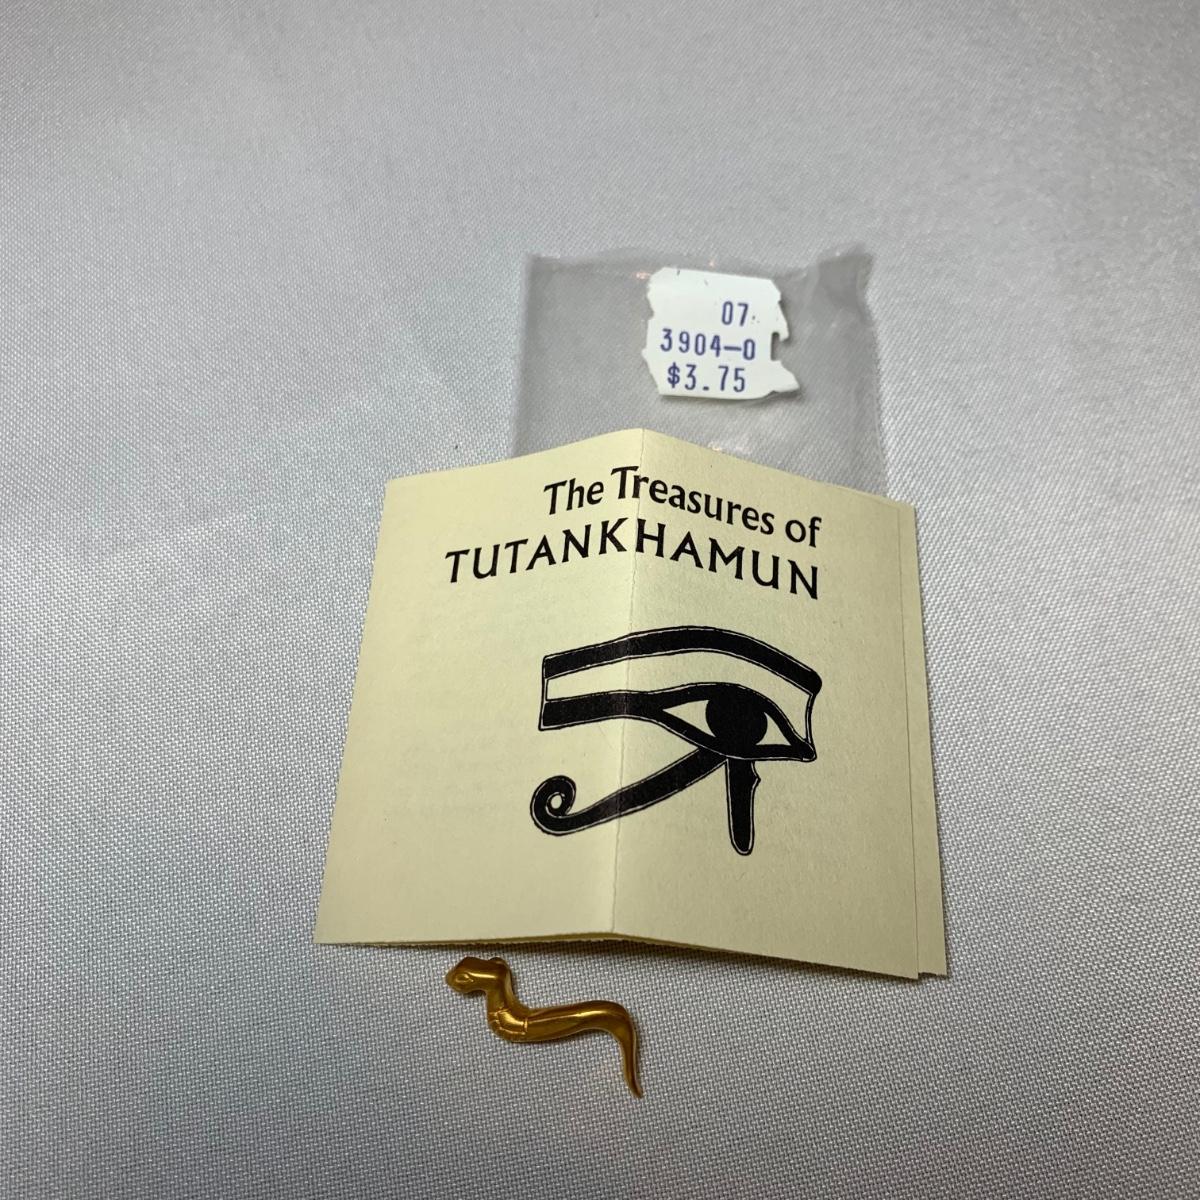 07
3904-0
$3.75
The Treasures of
TUTANKHAMUN